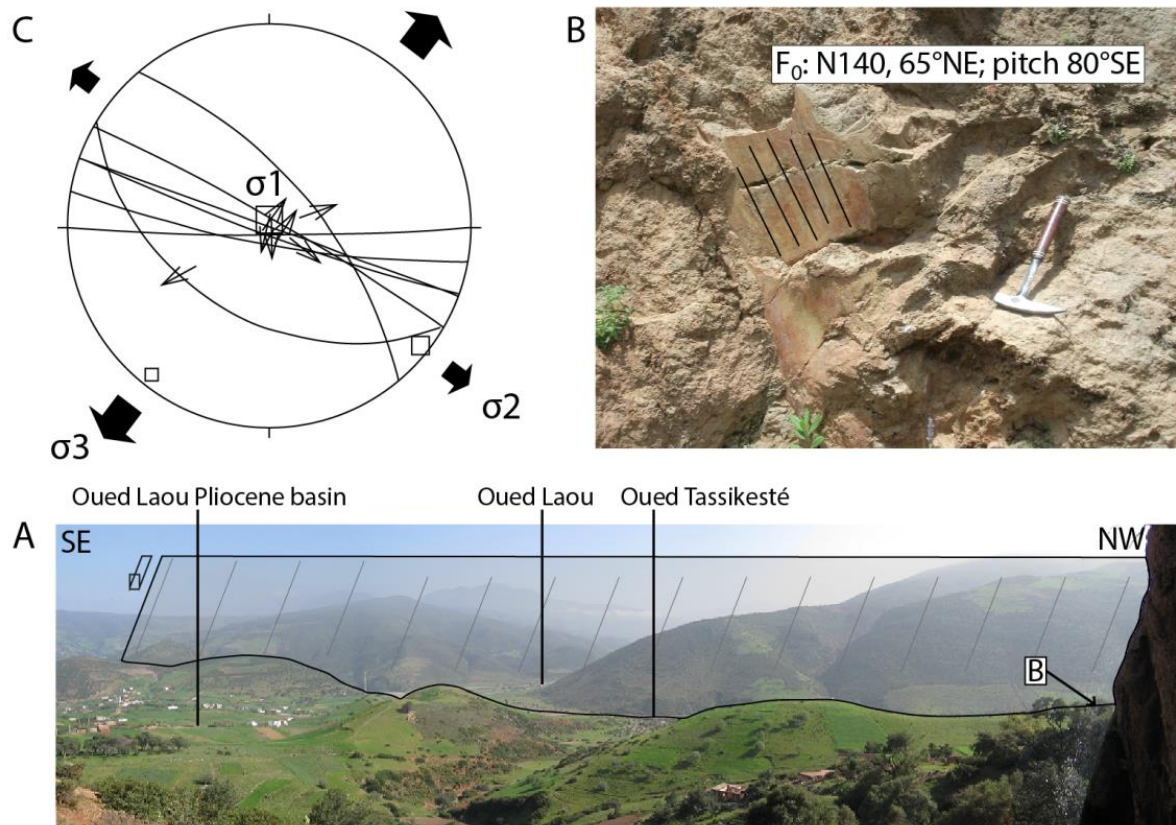 C
B
F₀: N140, 65°NE; pitch 80°SE
σ1
σ2
σ3
Oued Laou Pliocene basin
Oued Laou
Oued Tassikesté
A
SE
NW
B